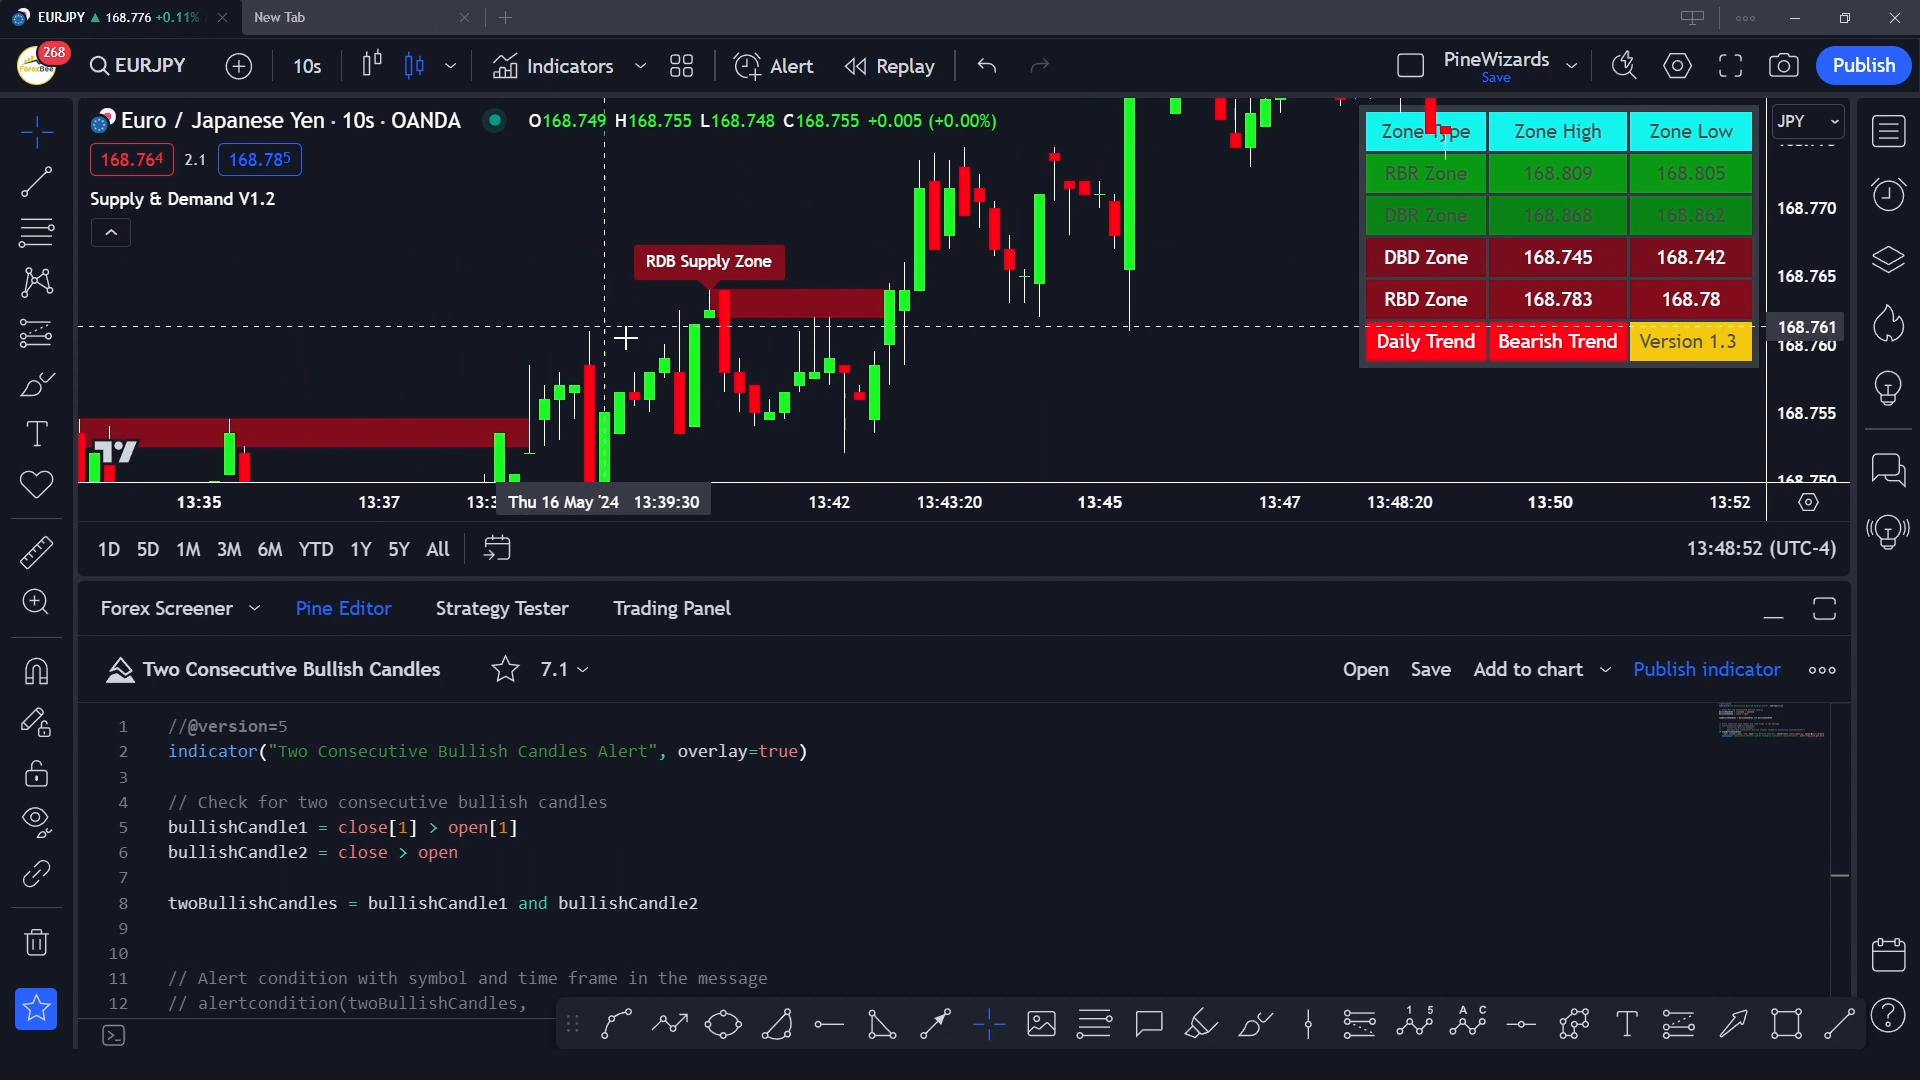 EURJPY ▲ 168.776 +0.11%
New Tab
268
EURJPY
10s
Indicators
Alert
Replay
PineWizards
Save
Publish
Euro / Japanese Yen · 10s · OANDA
O168.749 H168.755 L168.748 C168.755 +0.005 (+0.00%)
168.764
2.1
168.785
Supply & Demand V1.2
RDB Supply Zone
Zone Type Zone High Zone Low
RBR Zone 168.809 168.805
DBR Zone 168.868 168.862
DBD Zone 168.745 168.742
RBD Zone 168.783 168.78
Daily Trend Bearish Trend Version 1.3
JPY
168.770
168.765
168.761
168.760
168.755
168.750
13:35
13:37
Thu 16 May '24 13:39:30
13:42
13:43:20
13:45
13:47
13:48:20
13:50
13:52
1D 5D 1M 3M 6M YTD 1Y 5Y All
13:48:52 (UTC-4)
Forex Screener
Pine Editor
Strategy Tester
Trading Panel
Two Consecutive Bullish Candles
7.1
Open
Save
Add to chart
Publish indicator
1 //@version=5
2 indicator("Two Consecutive Bullish Candles Alert", overlay=true)
3
4 // Check for two consecutive bullish candles
5 bullishCandle1 = close[1] > open[1]
6 bullishCandle2 = close > open
7
8 twoBullishCandles = bullishCandle1 and bullishCandle2
9
10
11 // Alert condition with symbol and time frame in the message
12 // alertcondition(twoBullishCandles,